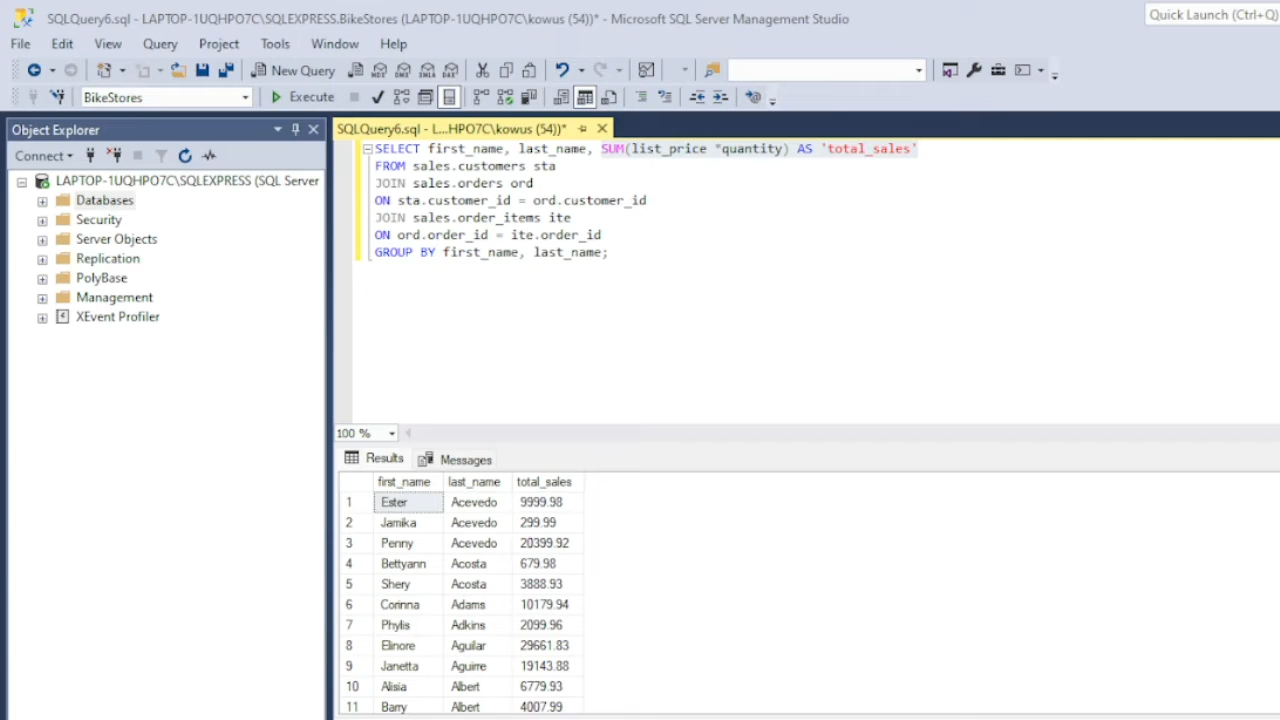 SQLQuery6.sql - LAPTOP-1UQHPO7C\SQLEXPRESS.BikeStores (LAPTOP-1UQHPO7C\kowus (54))* - Microsoft SQL Server Management Studio
Quick Launch (Ctrl+Q)
File Edit View Query Project Tools Window Help
New Query
BikeStores
Execute
Object Explorer
SQLQuery6.sql - L...HPO7C\kowus (54))*
Connect
LAPTOP-1UQHPO7C\SQLEXPRESS (SQL Server
Databases
Security
Server Objects
Replication
PolyBase
Management
XEvent Profiler
SELECT first_name, last_name, SUM(list_price *quantity) AS 'total_sales'
FROM sales.customers sta
JOIN sales.orders ord
ON sta.customer_id = ord.customer_id
JOIN sales.order_items ite
ON ord.order_id = ite.order_id
GROUP BY first_name, last_name;
100 %
Results Messages
first_name last_name total_sales
1 Ester Acevedo 9999.98
2 Jamika Acevedo 299.99
3 Penny Acevedo 20399.92
4 Bettyann Acosta 679.98
5 Shery Acosta 3888.93
6 Corinna Adams 10179.94
7 Phylis Adkins 2099.96
8 Elinore Aguilar 29661.83
9 Janetta Aguirre 19143.88
10 Alisia Albert 6779.93
11 Barry Albert 4007.99